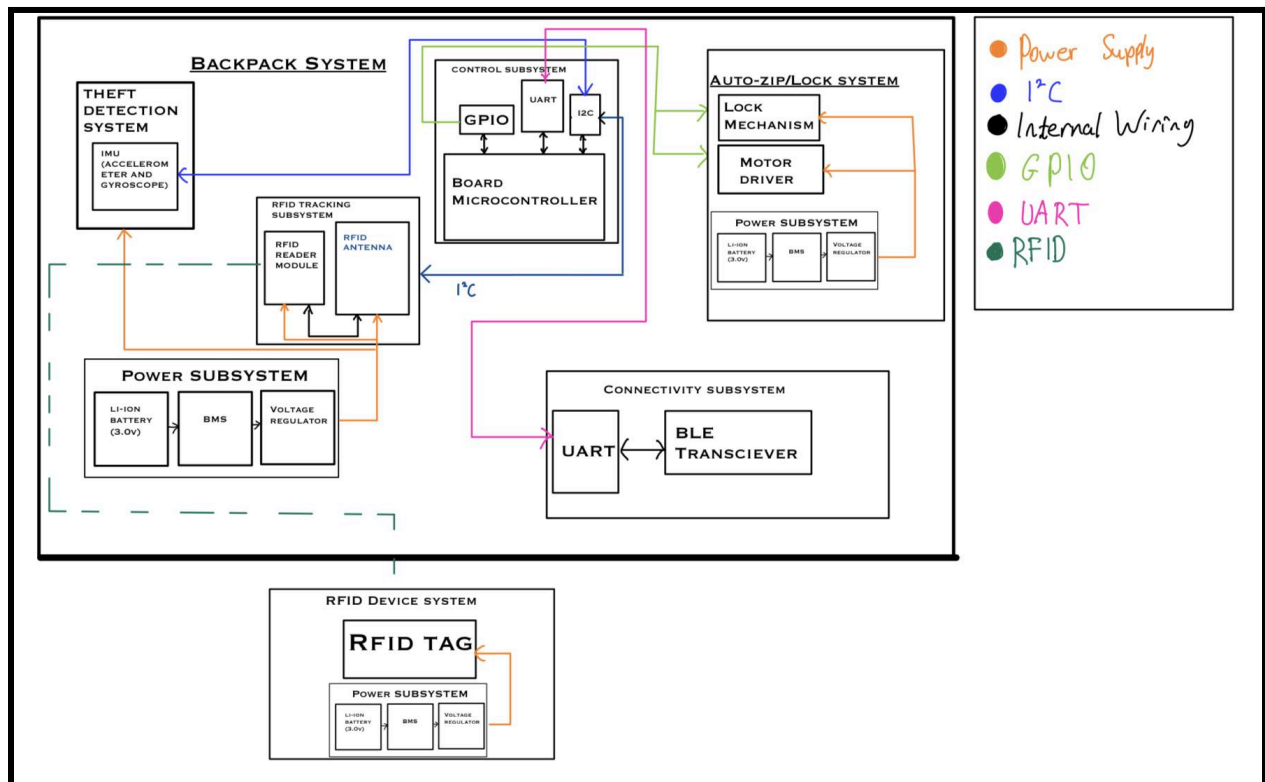 BACKPACK SYSTEM
THEFT
DETECTION
SYSTEM
IMU
(ACCELEROM
ETER AND
GYROSCOPE)
CONTROL SUBSYSTEM
GPIO
UART
I2C
BOARD
MICROCONTROLLER
RFID TRACKING
SUBSYSTEM
RFID
READER
MODULE
RFID
ANTENNA
I²C
AUTO-ZIP/LOCK SYSTEM
LOCK
MECHANISM
MOTOR
DRIVER
POWER SUBSYSTEM
LI-ION
BATTERY
(3.0V)
BMS
VOLTAGE
REGULATOR
POWER SUBSYSTEM
LI-ION
BATTERY
(3.0V)
BMS
VOLTAGE
REGULATOR
CONNECTIVITY SUBSYSTEM
UART
BLE
TRANSCIEVER
RFID DEVICE SYSTEM
RFID TAG
POWER SUBSYSTEM
LI-ION
BATTERY
(3.0V)
BMS
VOLTAGE
REGULATOR
Power Supply
I²C
Internal Wiring
GPIO
UART
RFID